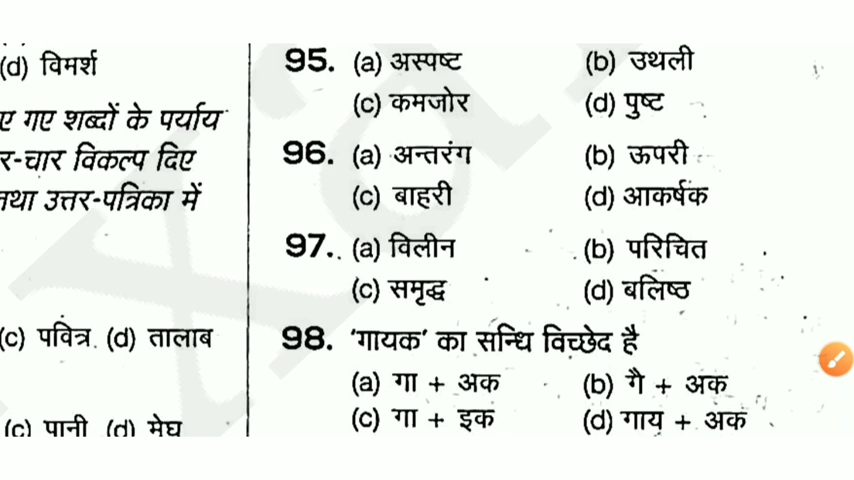 (d) विमर्श
ए गए शब्दों के पर्याय
र-चार विकल्प दिए
तथा उत्तर-पत्रिका में
(c) पवित्र (d) तालाब
(c) पानी (d) मेघ
95. (a) अस्पष्ट (b) उथली
(c) कमजोर (d) पुष्ट
96. (a) अन्तरंग (b) ऊपरी
(c) बाहरी (d) आकर्षक
97. (a) विलीन (b) परिचित
(c) समृद्ध (d) बलिष्ठ
98. 'गायक' का सन्धि विच्छेद है
(a) गा + अक (b) गै + अक
(c) गा + इक (d) गाय + अक